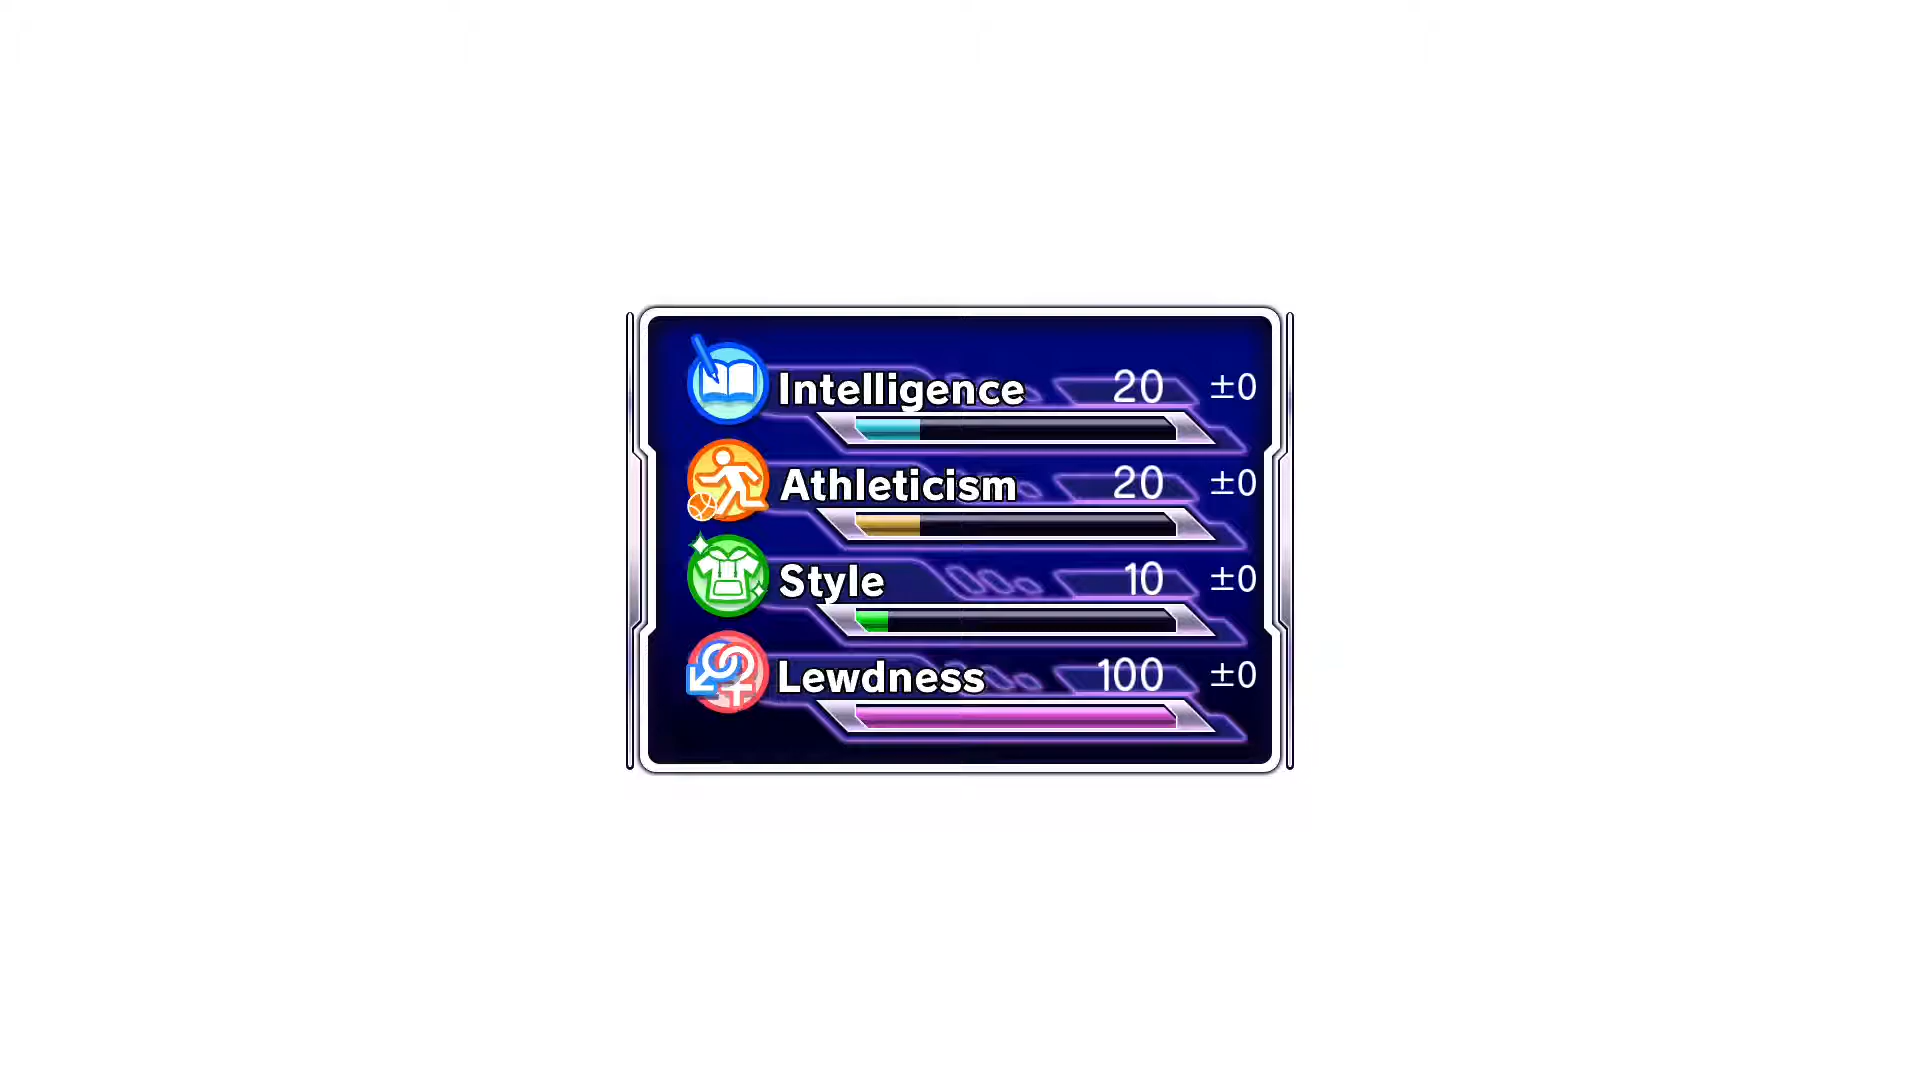 Intelligence 20 ±0
Athleticism 20 ±0
Style 10 ±0
Lewdness 100 ±0